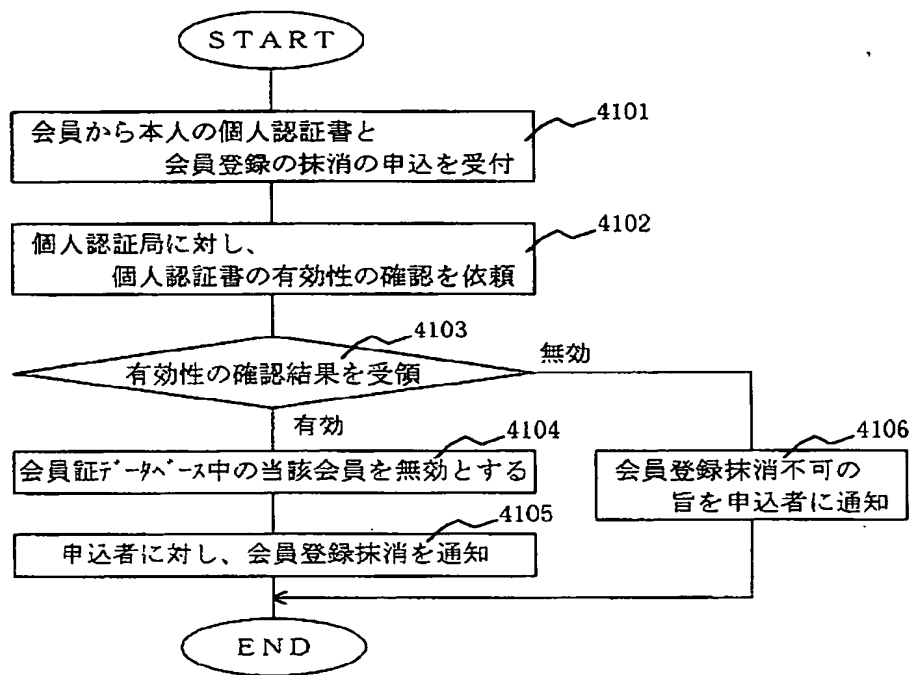 START
4101
会員から本人の個人認証書と
会員登録の抹消の申込を受付
4102
個人認証局に対し、
個人認証書の有効性の確認を依頼
4103
有効性の確認結果を受領
無効
有効
4104
会員証ﾃﾞｰﾀﾍﾞｰｽ中の当該会員を無効とする
4106
会員登録抹消不可の
旨を申込者に通知
4105
申込者に対し、会員登録抹消を通知
END